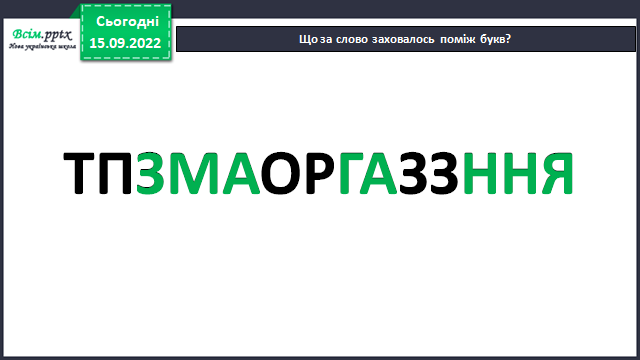 Всім.pptx
Нова українська школа
Сьогодні
15.09.2022
Що за слово заховалось поміж букв?
ТПЗМАОРГАЗЗННЯ